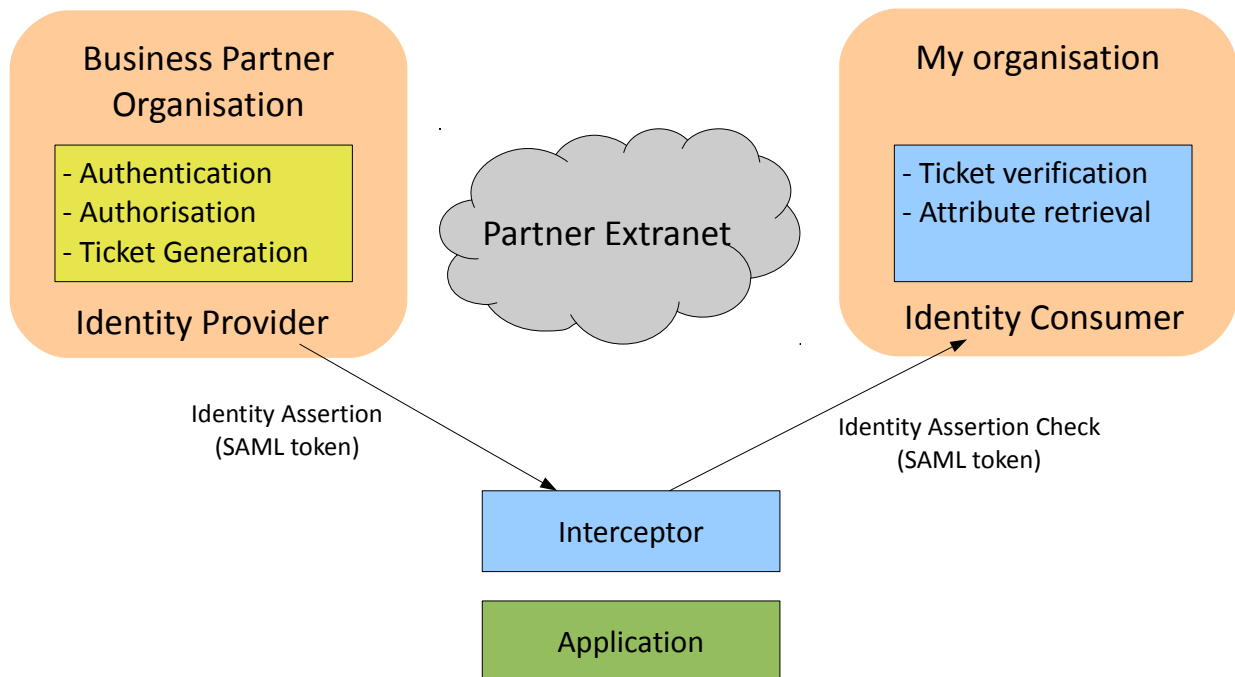 Business Partner
Organisation
- Authentication
- Authorisation
- Ticket Generation
Identity Provider
Partner Extranet
My organisation
- Ticket verification
- Attribute retrieval
Identity Consumer
Identity Assertion
(SAML token)
Identity Assertion Check
(SAML token)
Interceptor
Application